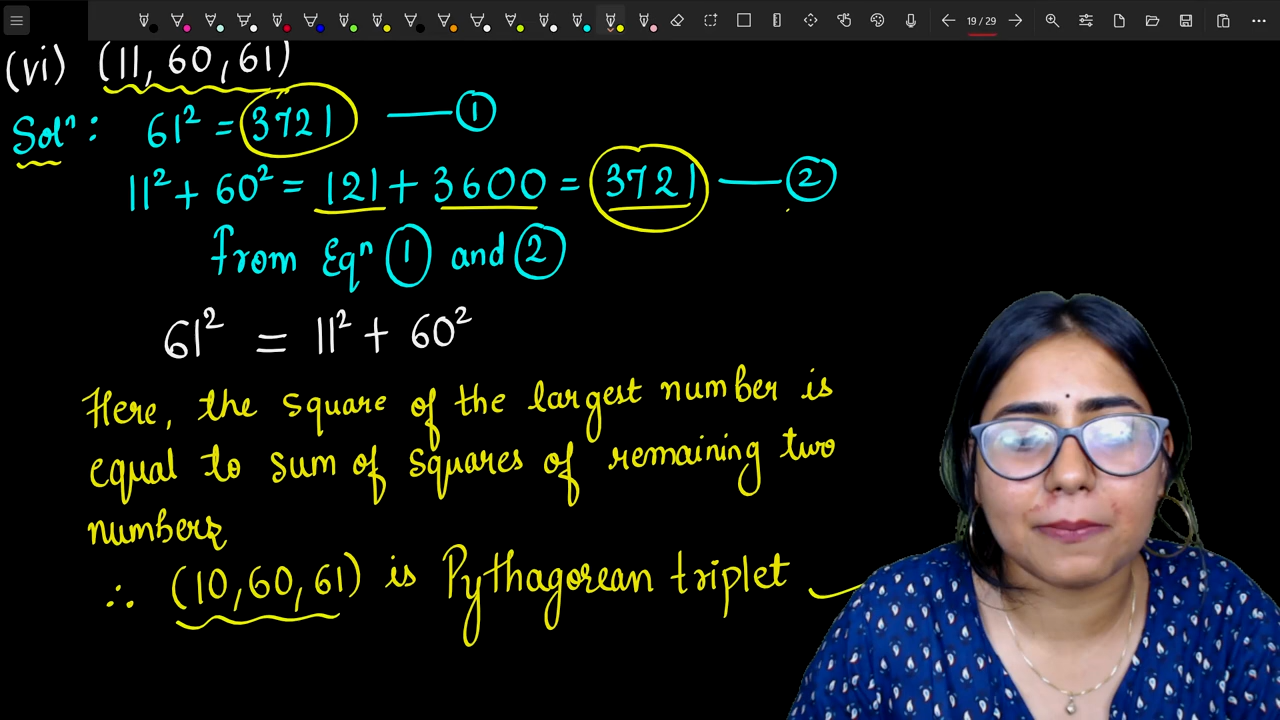 19 / 29
(vi) (11, 60, 61)
Solⁿ: 61² = 3721 —— ①
11² + 60² = 121 + 3600 = 3721 —— ②
from Eqⁿ ① and ②
61² = 11² + 60²
Here, the square of the largest number is
equal to sum of squares of remaining two
numbers
∴ (10, 60, 61) is Pythagorean triplet